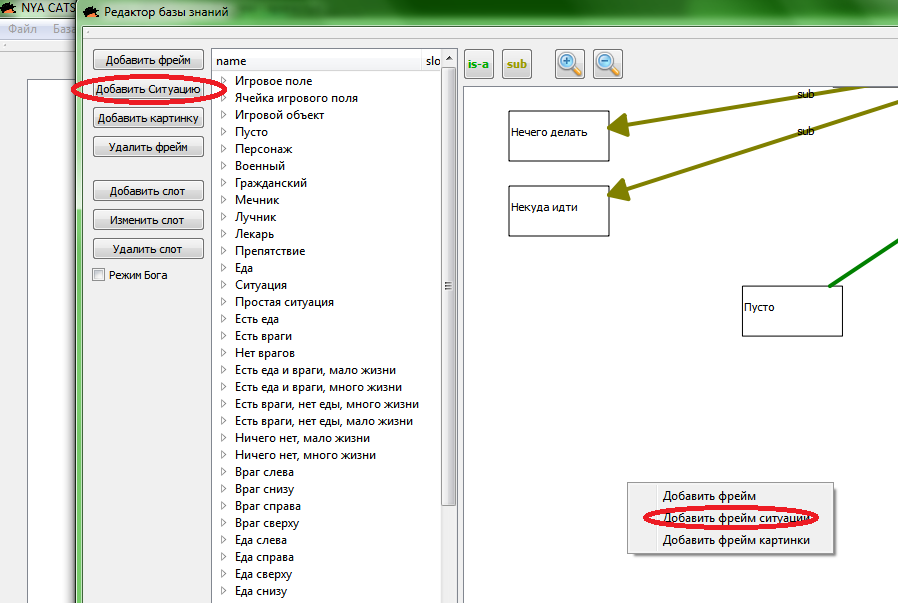 NYA CATS
Редактор базы знаний
Файл
База
Добавить фрейм
Добавить Ситуацию
Добавить картинку
Удалить фрейм
Добавить слот
Изменить слот
Удалить слот
Режим Бога
name
slo
Игровое поле
Ячейка игрового поля
Игровой объект
Пусто
Персонаж
Военный
Гражданский
Мечник
Лучник
Лекарь
Препятствие
Еда
Ситуация
Простая ситуация
Есть еда
Есть враги
Нет врагов
Есть еда и враги, мало жизни
Есть еда и враги, много жизни
Есть враги, нет еды, много жизни
Есть враги, нет еды, мало жизни
Ничего нет, мало жизни
Ничего нет, много жизни
Враг слева
Враг снизу
Враг справа
Враг сверху
Еда слева
Еда справа
Еда сверху
Еда снизу
is-a
sub
sub
sub
Нечего делать
Некуда идти
Пусто
Добавить фрейм
Добавить фрейм ситуации
Добавить фрейм картинки